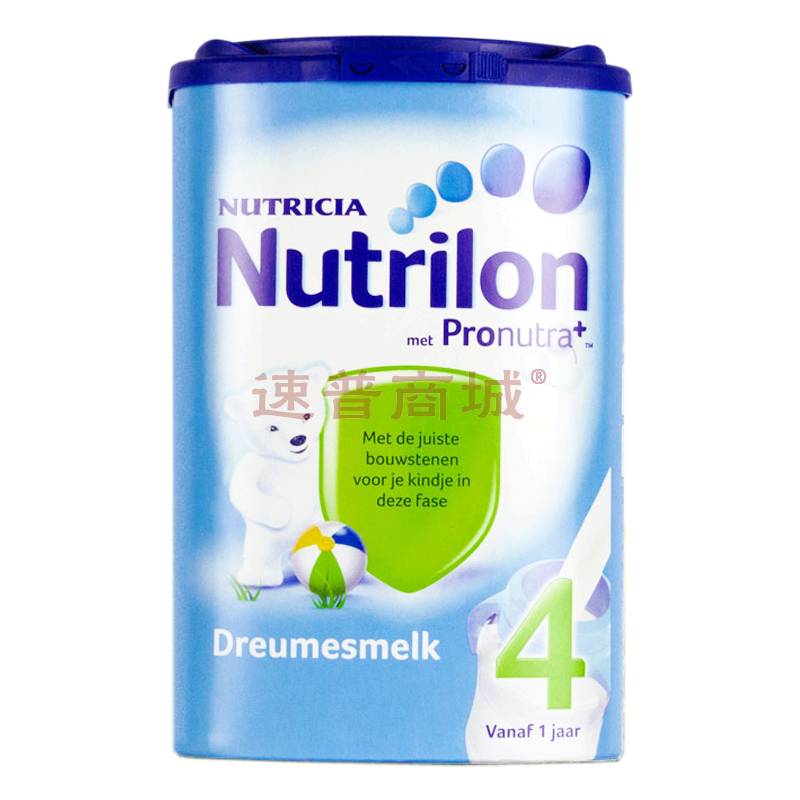 NUTRICIA
Nutrilon
met Pronutra+™
速普商城®
Met de juiste
bouwstenen
voor je kindje in
deze fase
Dreumesmelk
4
Vanaf 1 jaar